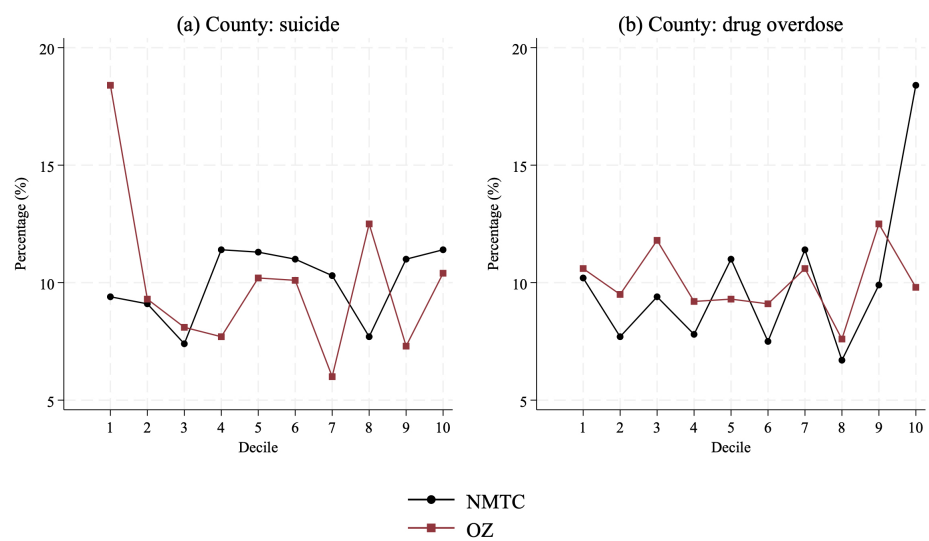 (a) County: suicide
20
15
10
5
Percentage (%)
1 2 3 4 5 6 7 8 9 10
Decile
(b) County: drug overdose
20
15
10
5
Percentage (%)
1 2 3 4 5 6 7 8 9 10
Decile
NMTC
OZ